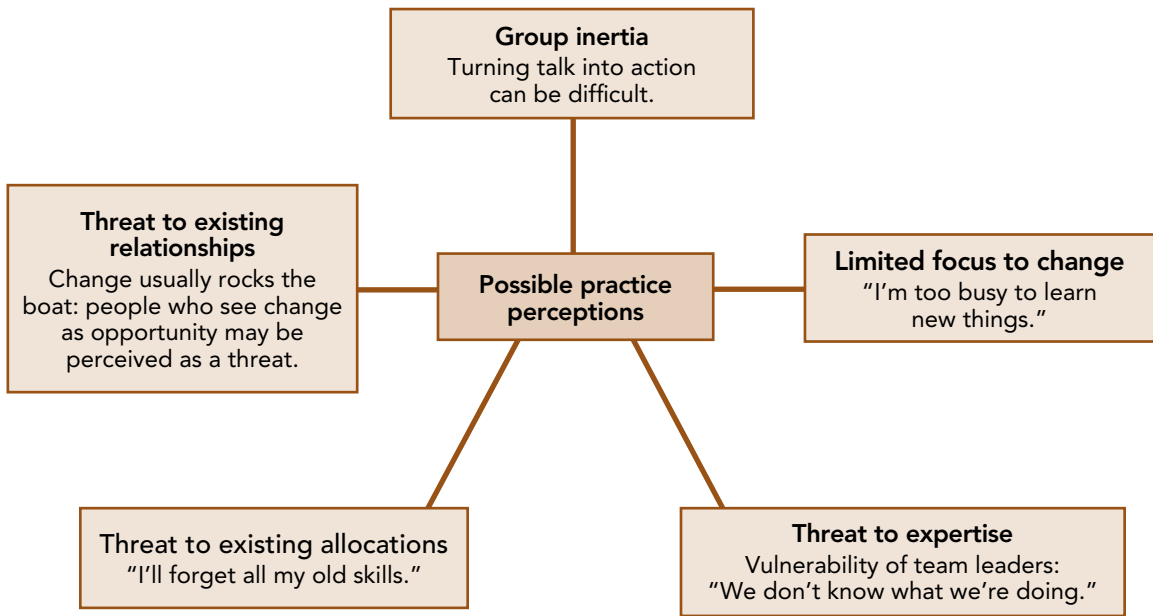 Group inertia
Turning talk into action
can be difficult.
Threat to existing
relationships
Change usually rocks the
boat: people who see change
as opportunity may be
perceived as a threat.
Possible practice
perceptions
Limited focus to change
“I’m too busy to learn
new things.”
Threat to existing allocations
“I’ll forget all my old skills.”
Threat to expertise
Vulnerability of team leaders:
“We don’t know what we’re doing.”